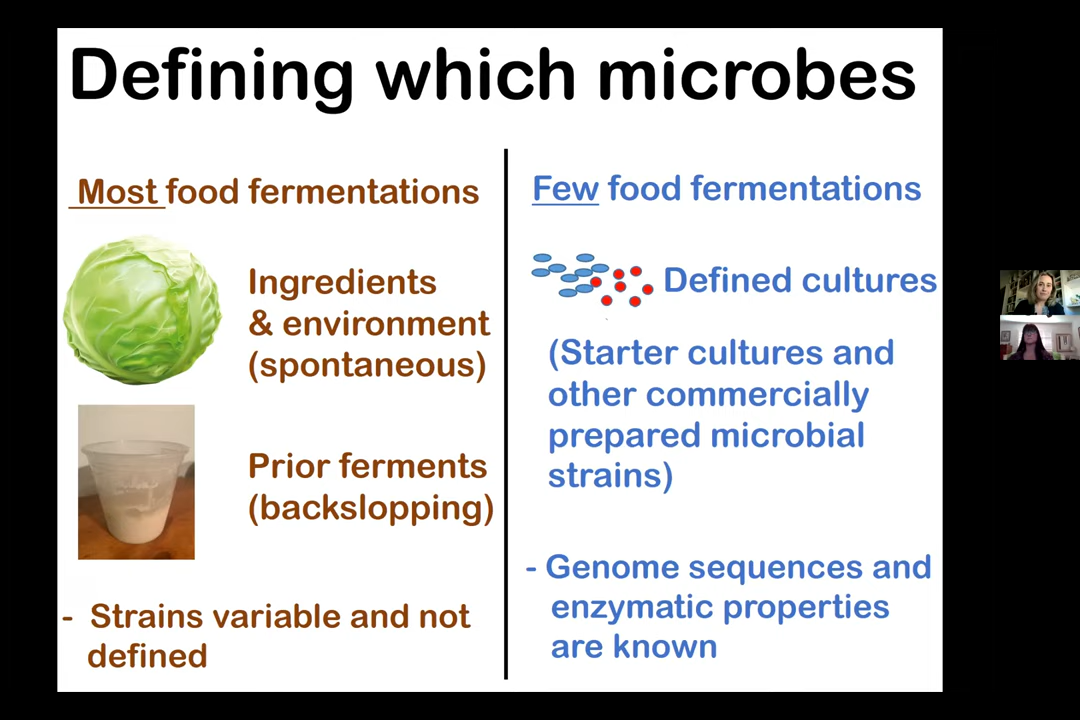 Defining which microbes
Most food fermentations
Ingredients
& environment
(spontaneous)
Prior ferments
(backslopping)
- Strains variable and not
defined
Few food fermentations
Defined cultures
(Starter cultures and
other commercially
prepared microbial
strains)
- Genome sequences and
enzymatic properties
are known